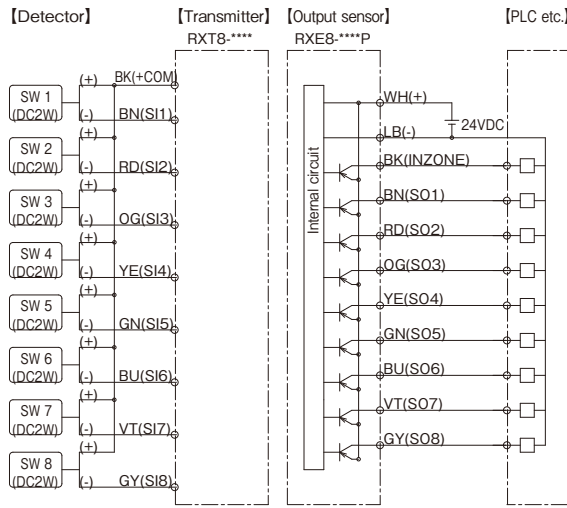 【Detector】
【Transmitter】
【Output sensor】
【PLC etc.】
RXT8-****
RXE8-****P
SW 1
(DC2W)
(+)
BK(+COM)
(-)
BN(SI1)
SW 2
(DC2W)
(+)
(-)
RD(SI2)
SW 3
(DC2W)
(+)
(-)
OG(SI3)
SW 4
(DC2W)
(+)
(-)
YE(SI4)
SW 5
(DC2W)
(+)
(-)
GN(SI5)
SW 6
(DC2W)
(+)
(-)
BU(SI6)
SW 7
(DC2W)
(+)
(-)
VT(SI7)
SW 8
(DC2W)
(+)
(-)
GY(SI8)
Internal circuit
WH(+)
LB(-)
24VDC
BK(INZONE)
BN(SO1)
RD(SO2)
OG(SO3)
YE(SO4)
GN(SO5)
BU(SO6)
VT(SO7)
GY(SO8)